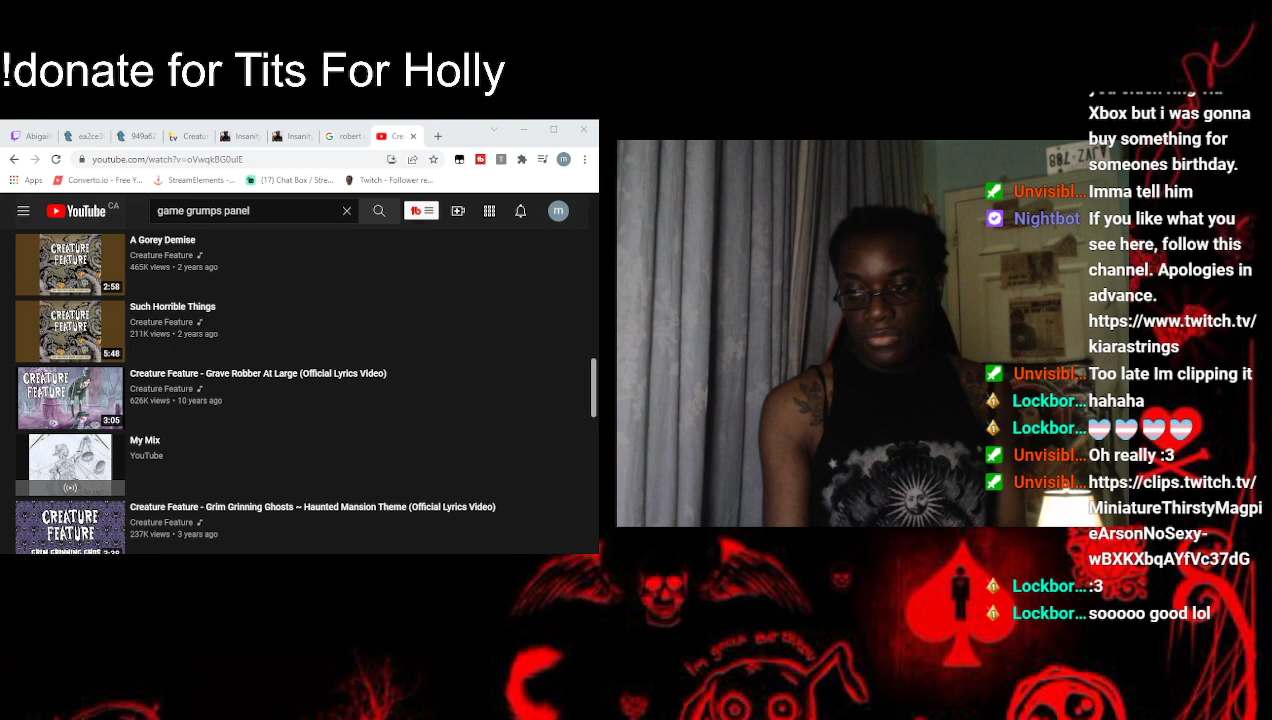 !donate for Tits For Holly
Abigail
ea2ce3
949a62
Creatu
Insanit
Insanit
robert
Cre
youtube.com/watch?v=oVwqkBG0uIE
Apps
Converto.io - Free Y...
StreamElements -...
(17) Chat Box / Stre...
Twitch - Follower re...
YouTube CA
game grumps panel
m
A Gorey Demise
Creature Feature
465K views • 2 years ago
2:58
Such Horrible Things
Creature Feature
211K views • 2 years ago
5:48
Creature Feature - Grave Robber At Large (Official Lyrics Video)
Creature Feature
626K views • 10 years ago
3:05
My Mix
YouTube
Creature Feature - Grim Grinning Ghosts ~ Haunted Mansion Theme (Official Lyrics Video)
Creature Feature
237K views • 3 years ago
CREATURE FEATURE
Xbox but i was gonna
buy something for
someones birthday.
Unvisibl... Imma tell him
Nightbot If you like what you
see here, follow this
channel. Apologies in
advance.
https://www.twitch.tv/
kiarastrings
Unvisibl... Too late Im clipping it
Lockbor... hahaha
Lockbor...
Unvisibl... Oh really :3
Unvisibl... https://clips.twitch.tv/
MiniatureThirstyMagpi
eArsonNoSexy-
wBXKXbqAYfVc37dG
Lockbor... :3
Lockbor... sooooo good lol